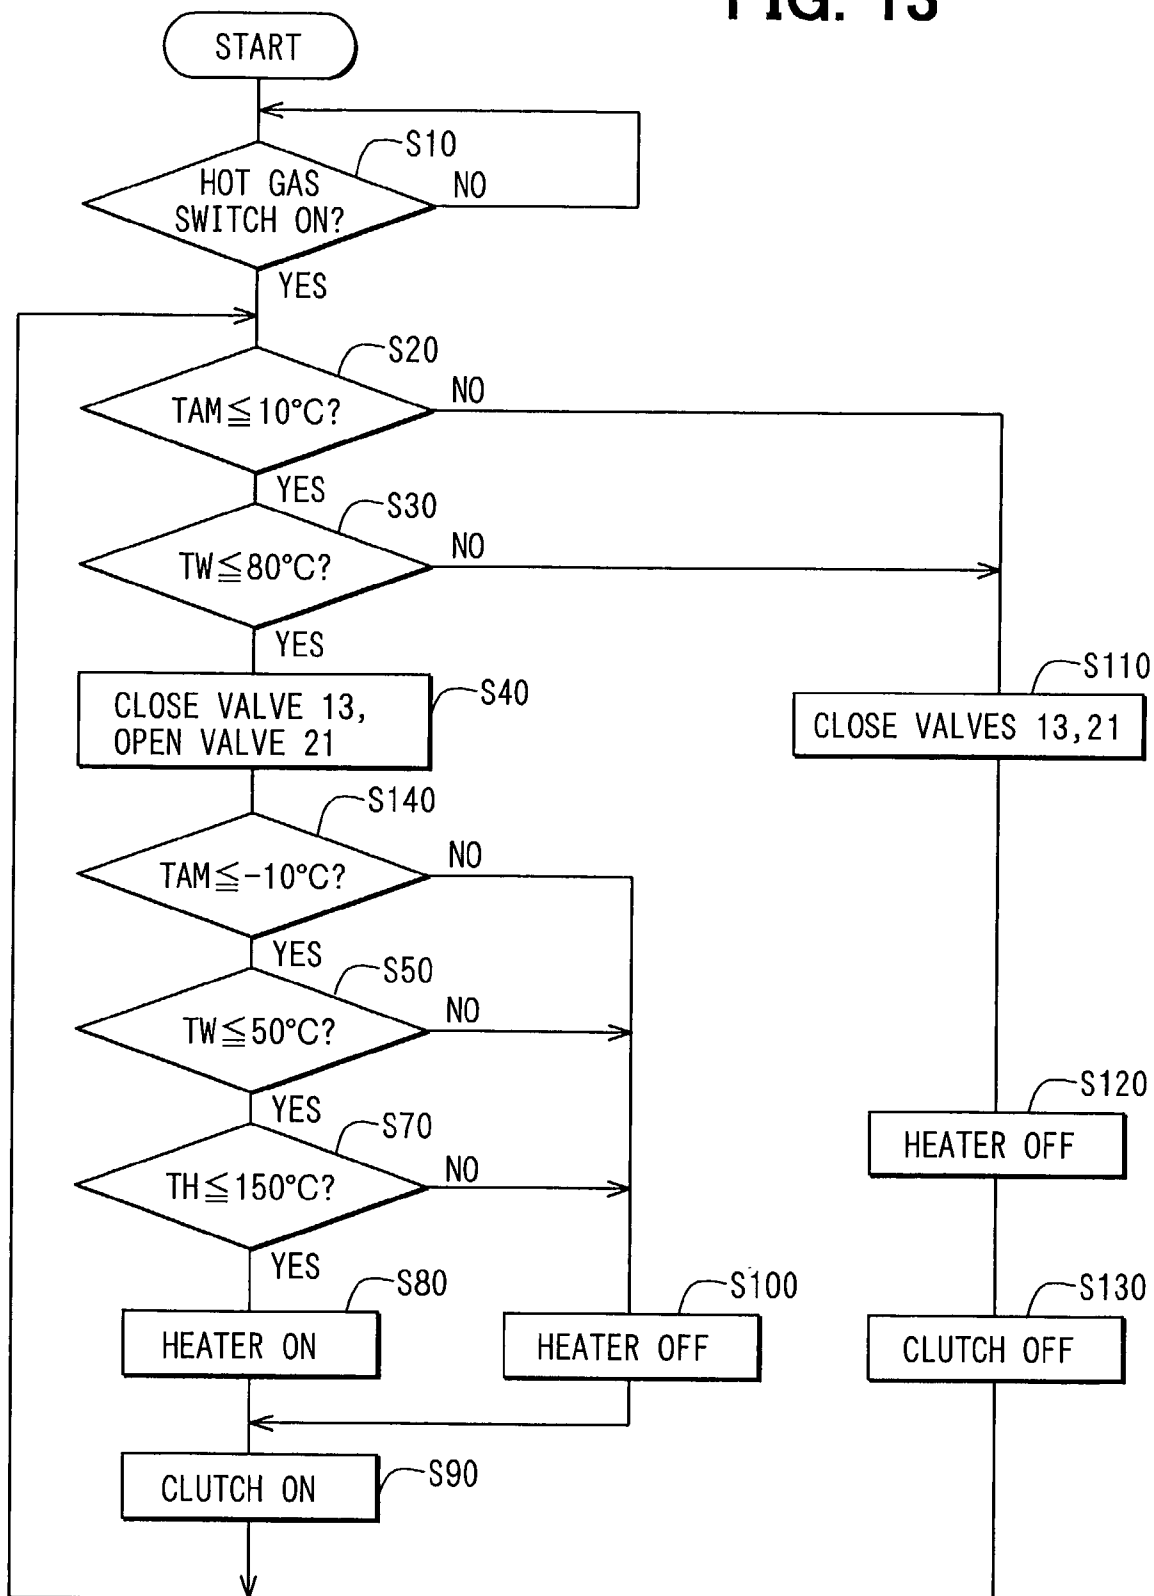 FIG. 13
START
S10
HOT GAS
SWITCH ON?
NO
YES
S20
TAM≦10°C?
NO
YES
S30
TW≦80°C?
NO
YES
S40
CLOSE VALVE 13,
OPEN VALVE 21
S110
CLOSE VALVES 13,21
S140
TAM≦-10°C?
NO
YES
S50
TW≦50°C?
NO
YES
S70
TH≦150°C?
NO
YES
S120
HEATER OFF
S80
HEATER ON
S100
HEATER OFF
S130
CLUTCH OFF
S90
CLUTCH ON